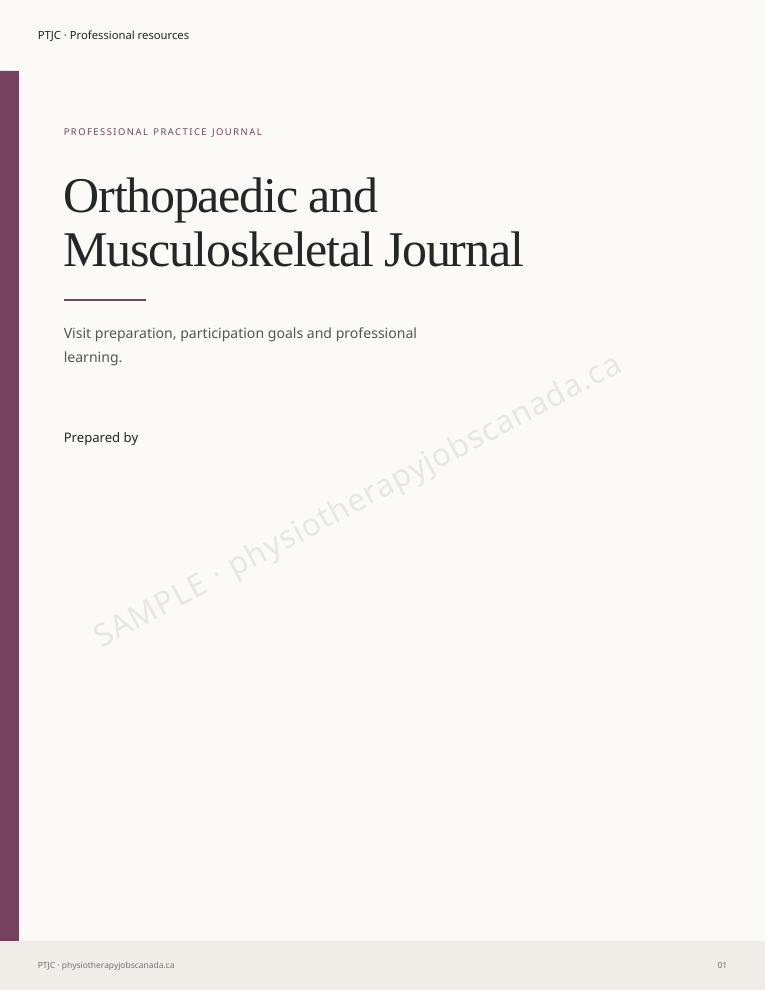 PTJC · Professional resources
PROFESSIONAL PRACTICE JOURNAL
Orthopaedic and
Musculoskeletal Journal
Visit preparation, participation goals and professional
learning.
Prepared by
SAMPLE · physiotherapyjobscanada.ca
PTJC · physiotherapyjobscanada.ca
01